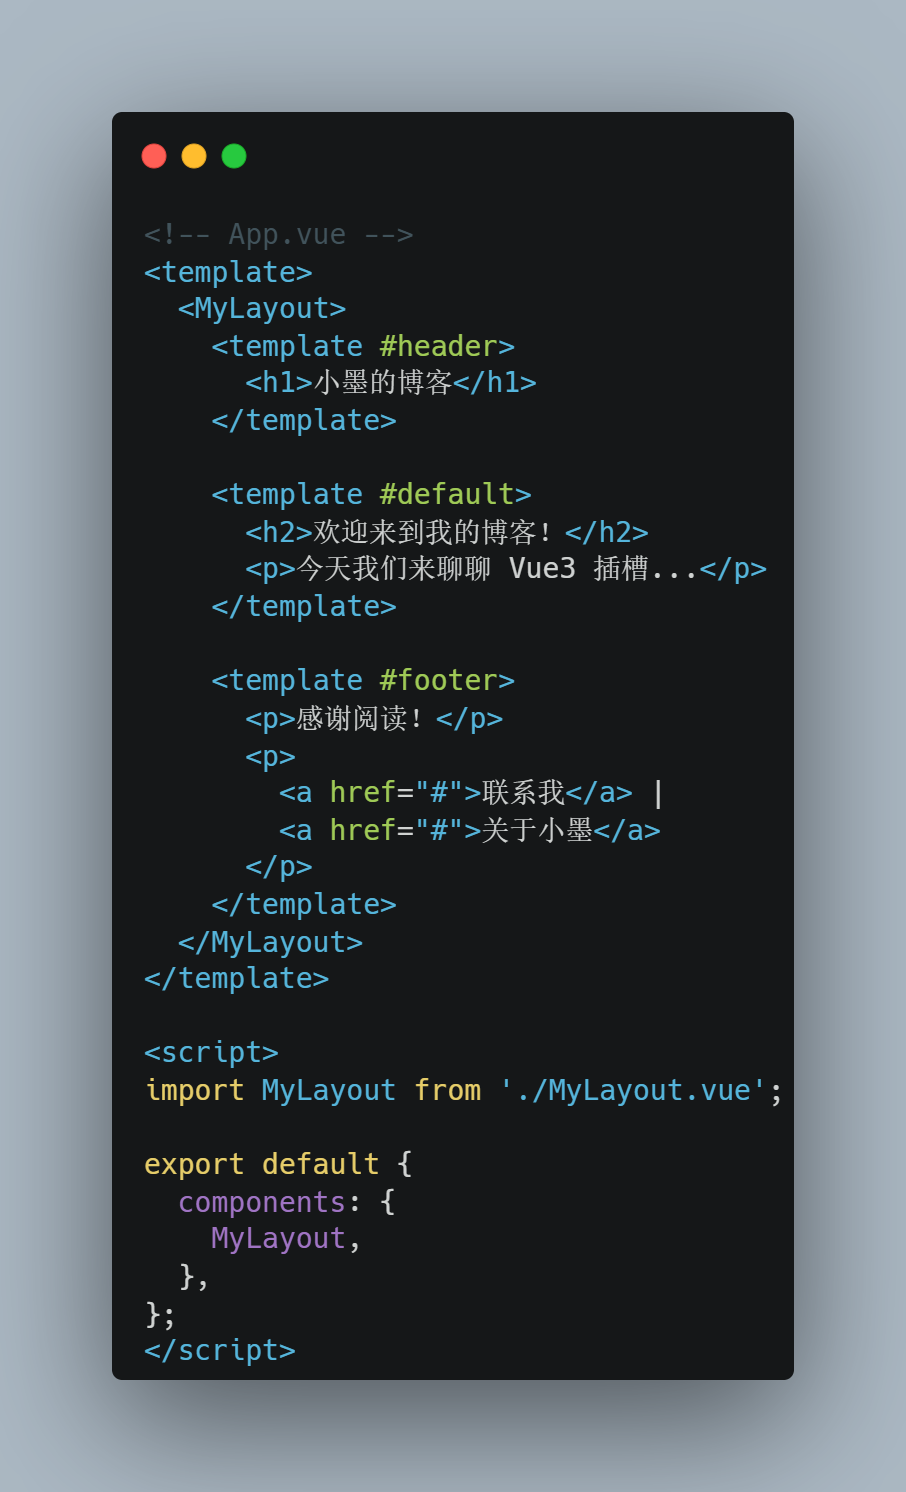 <!-- App.vue -->
<template>
  <MyLayout>
    <template #header>
      <h1>小墨的博客</h1>
    </template>

    <template #default>
      <h2>欢迎来到我的博客！</h2>
      <p>今天我们来聊聊 Vue3 插槽...</p>
    </template>

    <template #footer>
      <p>感谢阅读！</p>
      <p>
        <a href="#">联系我</a> |
        <a href="#">关于小墨</a>
      </p>
    </template>
  </MyLayout>
</template>

<script>
import MyLayout from './MyLayout.vue';

export default {
  components: {
    MyLayout,
  },
};
</script>